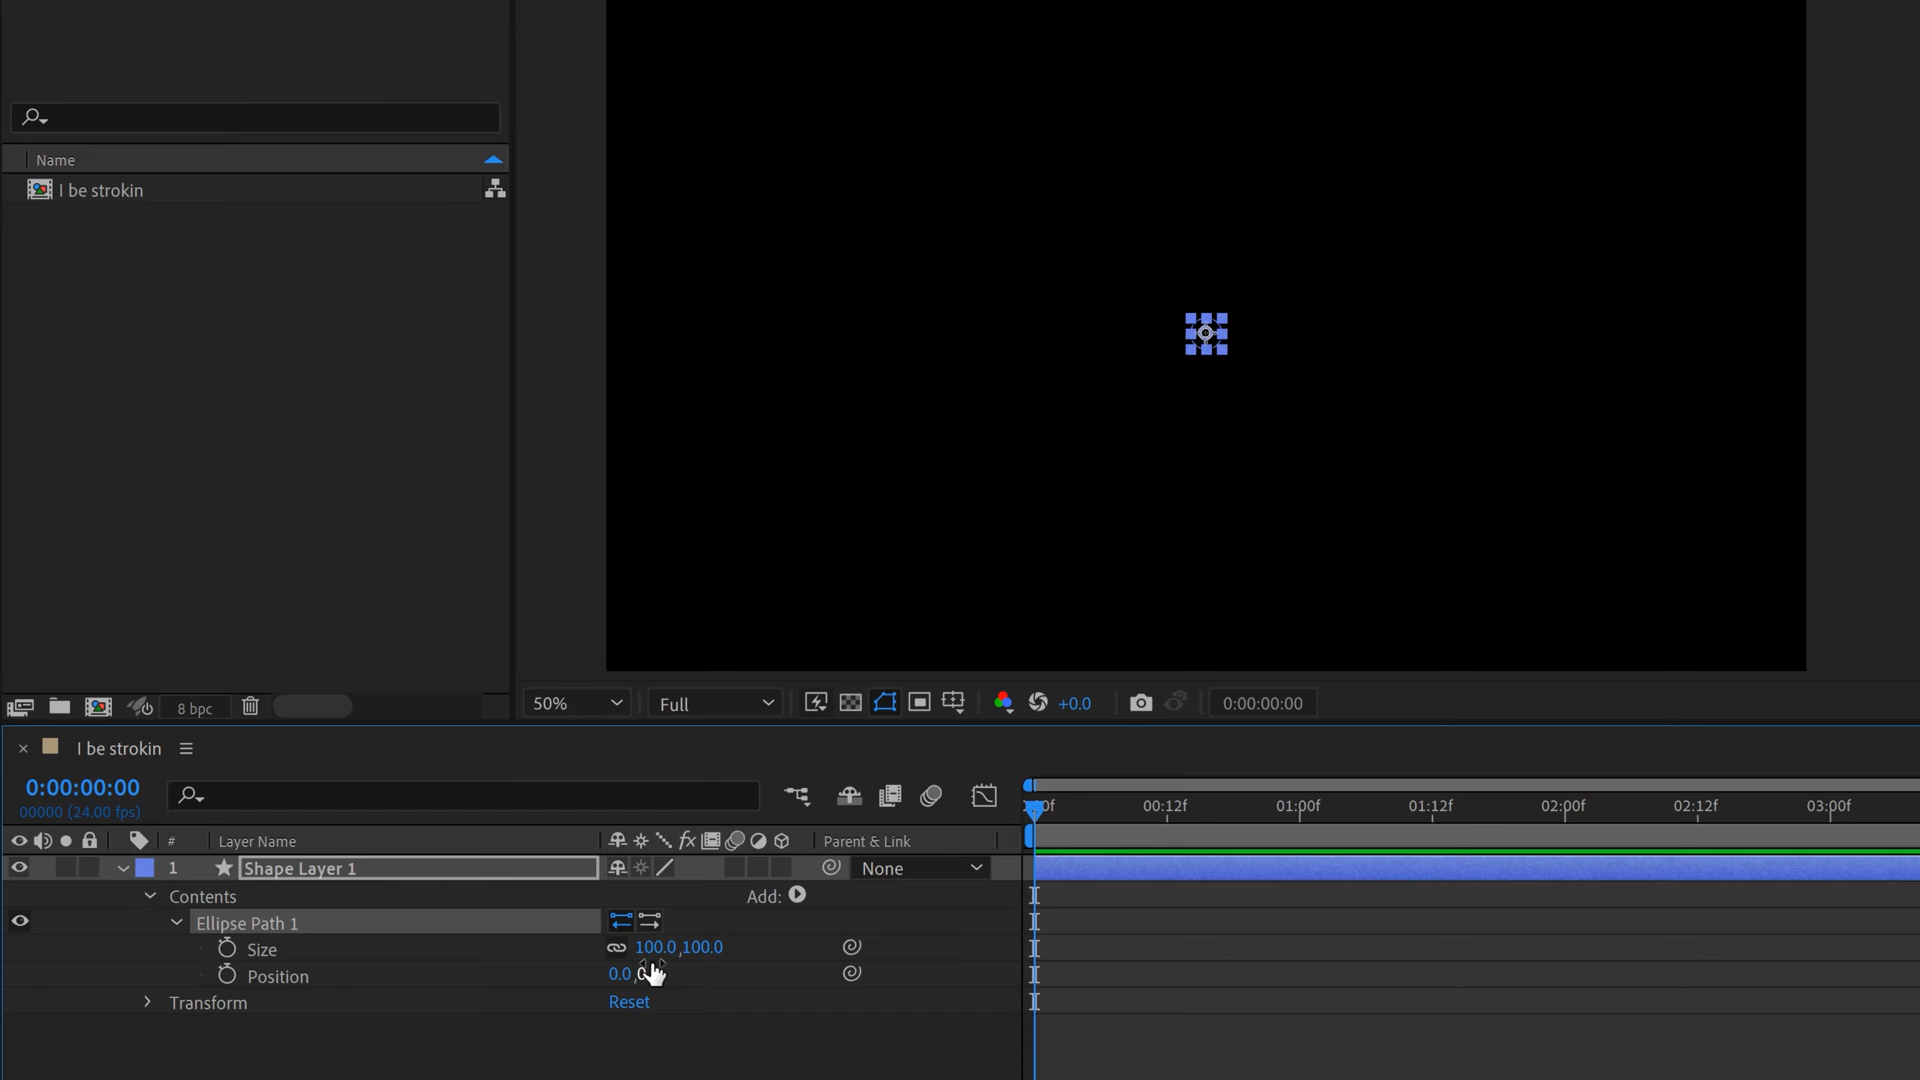 Name
I be strokin
8 bpc
50%
Full
+0.0
0:00:00:00
I be strokin
0:00:00:00
00000 (24.00 fps)
00f 00:12f 01:00f 01:12f 02:00f 02:12f 03:00f
# Layer Name fx Parent & Link
1 Shape Layer 1 None
Contents Add:
Ellipse Path 1
Size 100.0,100.0
Position 0.0,
Transform Reset